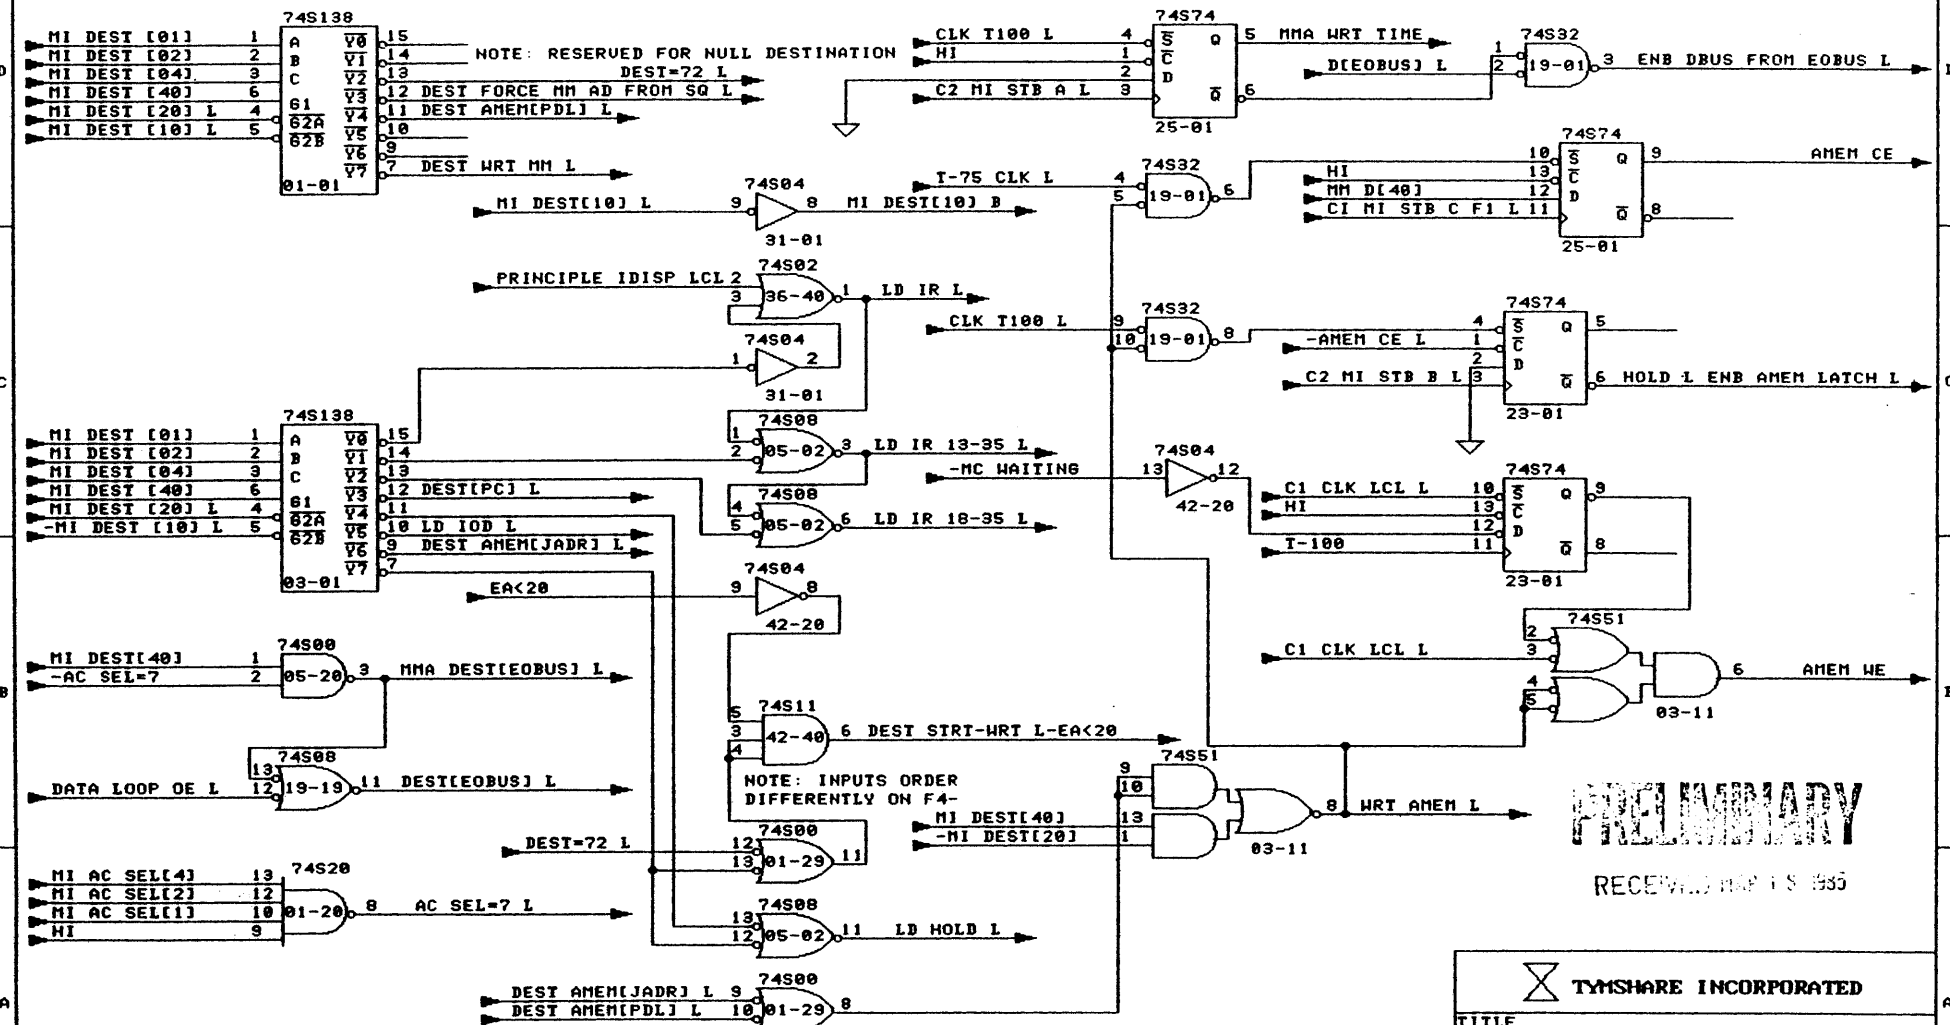 74S138
MI DEST [01] 1 A Y0 15
MI DEST [02] 2 B Y1 14
MI DEST [04] 3 C Y2 13 DEST=72 L
MI DEST [40] 6 G1 Y3 12 DEST FORCE MM AD FROM SQ L
MI DEST [20] L 4 G2A Y4 11 DEST AMEM[PDL] L
MI DEST [10] L 5 G2B Y5 10
Y6 9
Y7 7 DEST WRT MM L
01-01
NOTE: RESERVED FOR NULL DESTINATION
74S04
MI DEST[10] L 9 8 MI DEST[10] B
31-01
74S02
PRINCIPLE IDISP LCL 2
3 36-40 1 LD IR L
74S04
1 2
31-01
74S138
MI DEST [01] 1 A Y0 15
MI DEST [02] 2 B Y1 14
MI DEST [04] 3 C Y2 13
MI DEST [40] 6 G1 Y3 12 DEST[PC] L
MI DEST [20] L 4 G2A Y4 11
-MI DEST [10] L 5 G2B Y5 10 LD IOD L
Y6 9 DEST AMEM[JADR] L
Y7 7
03-01
74S08
1 2 05-02 3 LD IR 13-35 L
74S08
4 5 05-02 6 LD IR 18-35 L
74S04
EA<20 9 8
42-20
74S00
MI DEST[40] 1
-AC SEL=7 2
05-20 3 MMA DEST[EOBUS] L
74S08
13
DATA LOOP OE L 12 19-19 11 DEST[EOBUS] L
74S11
5 3 4 42-40 6 DEST STRT-WRT L-EA<20
NOTE: INPUTS ORDER
DIFFERENTLY ON F4-
74S00
DEST=72 L 12
13 01-29 11
74S20
MI AC SEL[4] 13
MI AC SEL[2] 12
MI AC SEL[1] 10
HI 9
01-20 8 AC SEL=7 L
74S08
13 12 05-02 11 LD HOLD L
74S00
DEST AMEM[JADR] L 9
DEST AMEM[PDL] L 10
01-29 8
74S74
CLK T100 L 4 S Q 5 MMA WRT TIME
HI 1 C
2 D
C2 MI STB A L 3 Q 6
25-01
74S32
1
D[EOBUS] L 2
19-01 3 ENB DBUS FROM EOBUS L
74S32
T-75 CLK L 4
5 19-01 6
74S74
10 S Q 9 AMEM CE
HI 13 C
MM D[40] 12 D
CI MI STB C F1 L 11 Q 8
25-01
74S32
CLK T100 L 9
10 19-01 8
74S74
4 S Q 5
-AMEM CE L 1 C
2 D
C2 MI STB B L 3 Q 6 HOLD L ENB AMEM LATCH L
23-01
74S04
-MC WAITING 13 12
42-20
74S74
C1 CLK LCL L 10 S Q 9
HI 13 C
12 D
T-100 11 Q 8
23-01
74S51
2
C1 CLK LCL L 3
4
5
6 AMEM WE
03-11
74S51
9
10
MI DEST[40] 13
-MI DEST[20] 1
8 WRT AMEM L
03-11
PRELIMINARY
RECEIVED MAR 1 1985
TYMSHARE INCORPORATED
TITLE
D
C
B
A